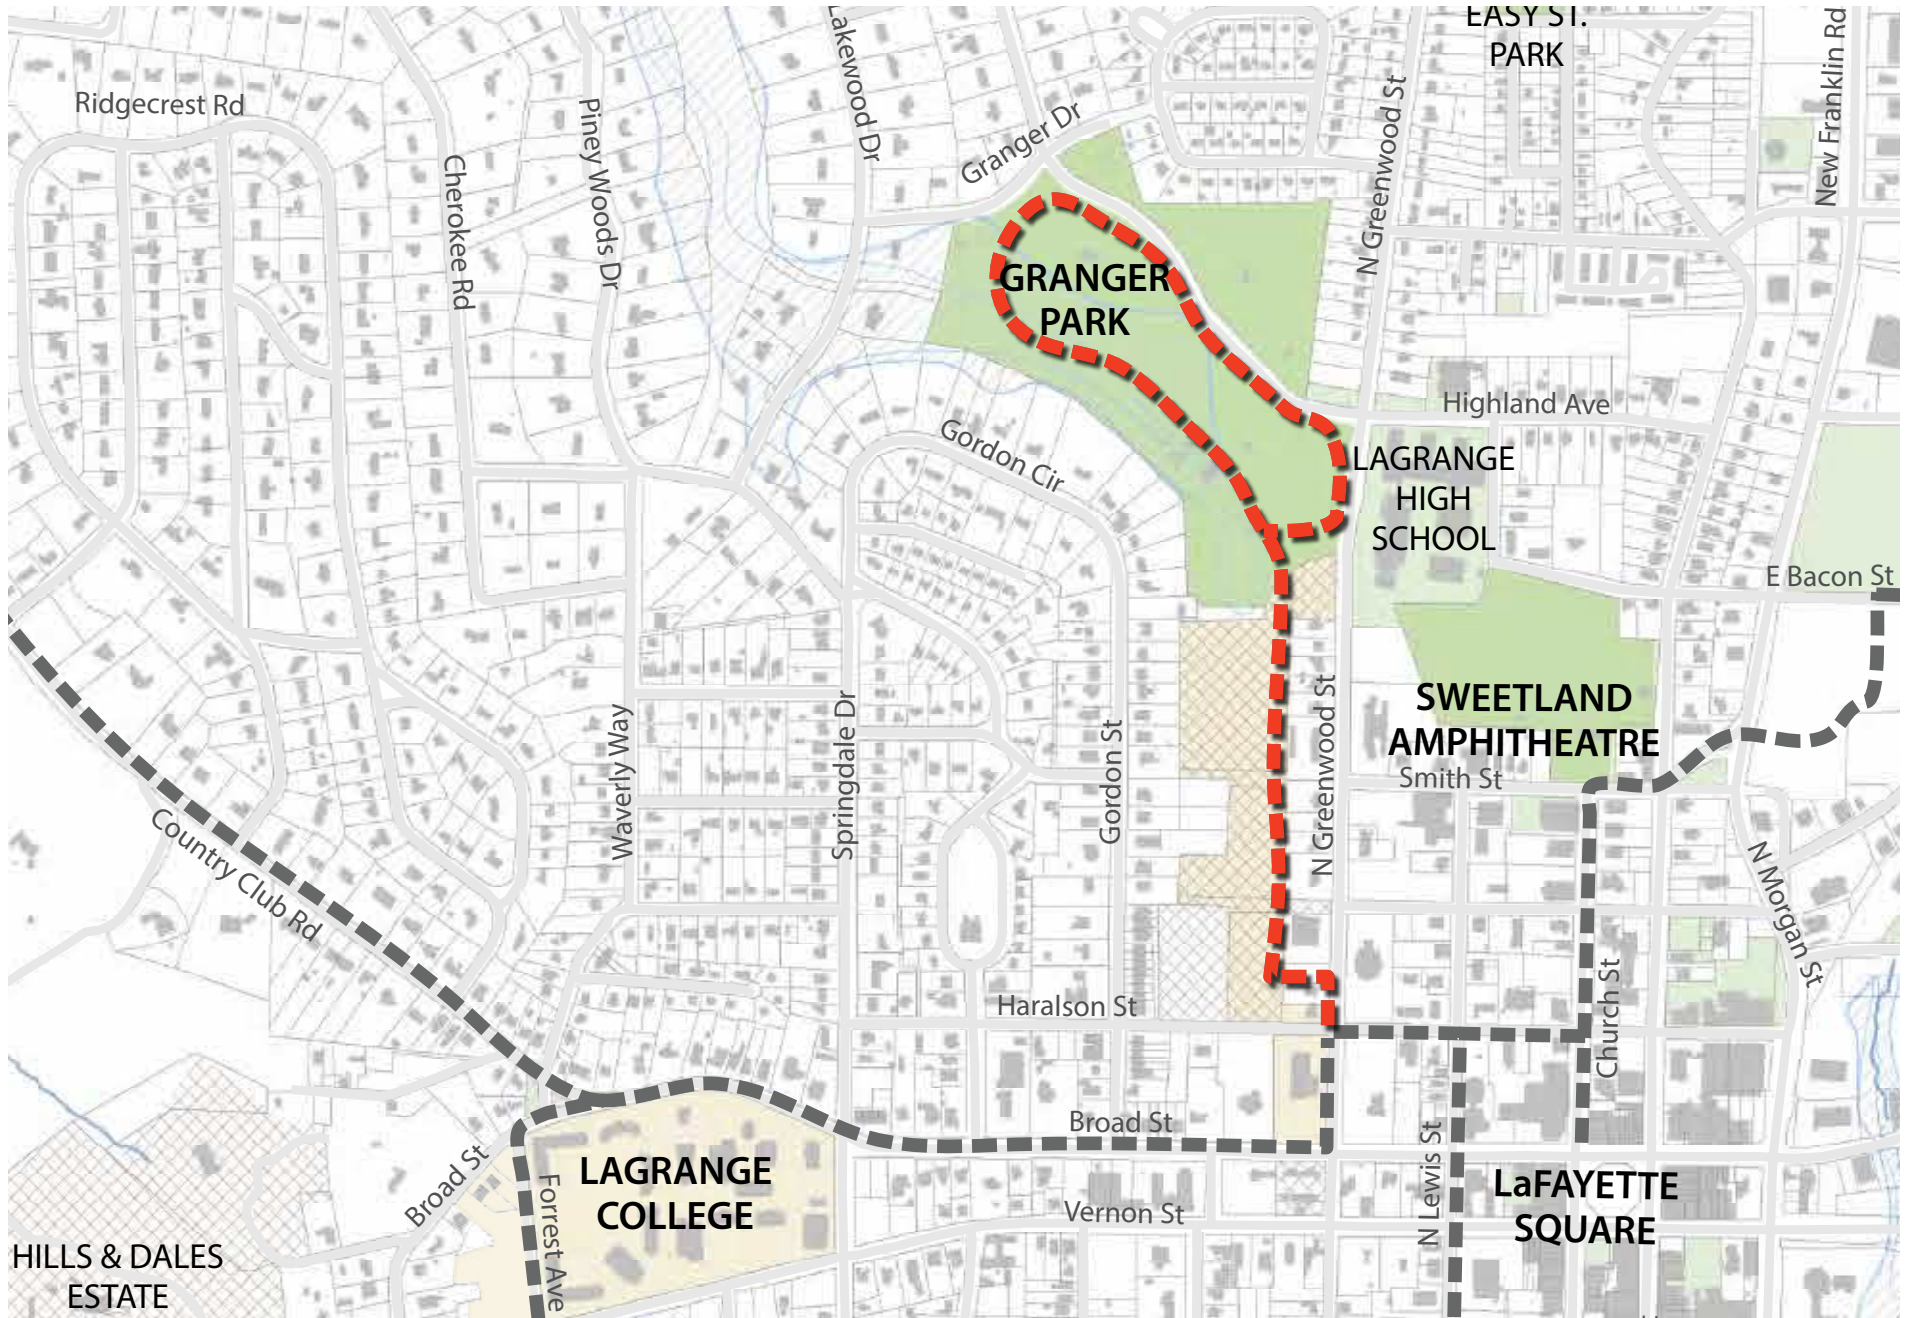 EASY ST.
PARK
New Franklin Rd
Lakewood Dr
Ridgecrest Rd
Piney Woods Dr
Granger Dr
N Greenwood St
Cherokee Rd
GRANGER
PARK
Highland Ave
Gordon Cir
LAGRANGE
HIGH
SCHOOL
E Bacon St
SWEETLAND
AMPHITHEATRE
Smith St
N Greenwood St
Gordon St
Springdale Dr
Waverly Way
Country Club Rd
N Morgan St
Haralson St
Church St
Broad St
LAGRANGE
COLLEGE
Broad St
Forrest Ave
Vernon St
N Lewis St
LaFAYETTE
SQUARE
HILLS & DALES
ESTATE